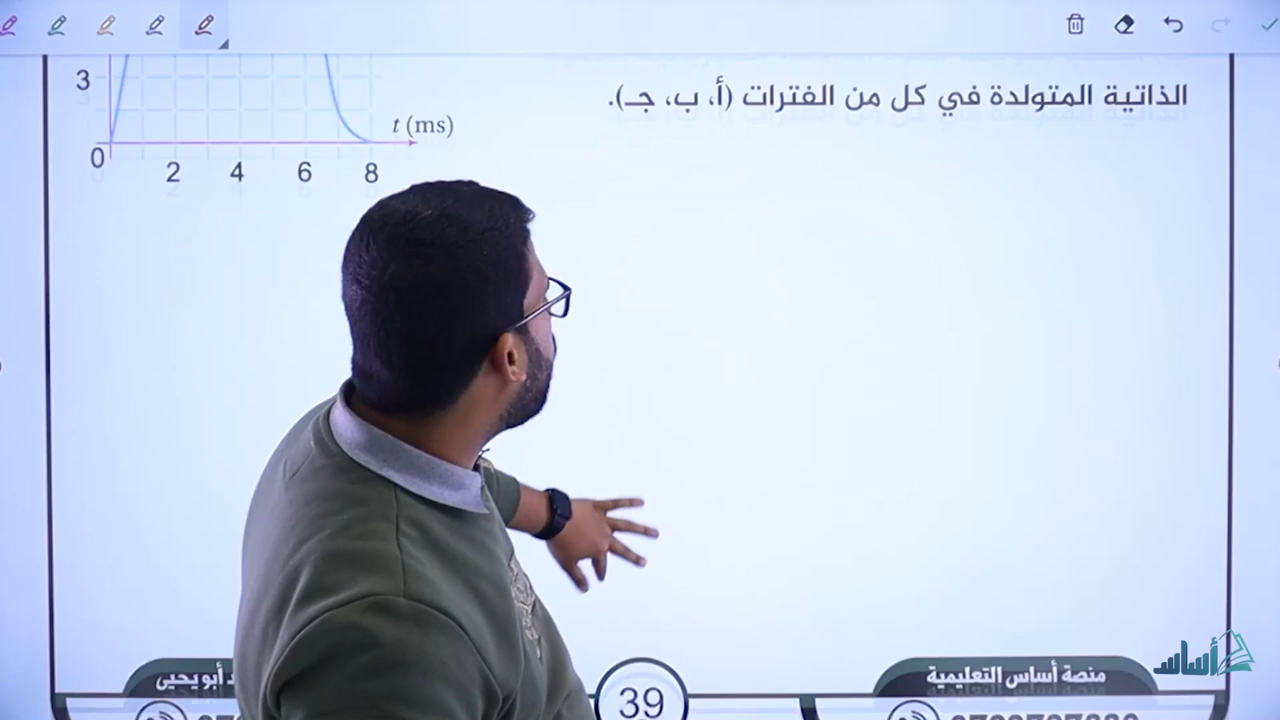 الذاتية المتولدة في كل من الفترات (أ، ب، جـ).
3
t (ms)
0
2 4 6 8
أبو يحيى
39
منصة أساس التعليمية
أساس